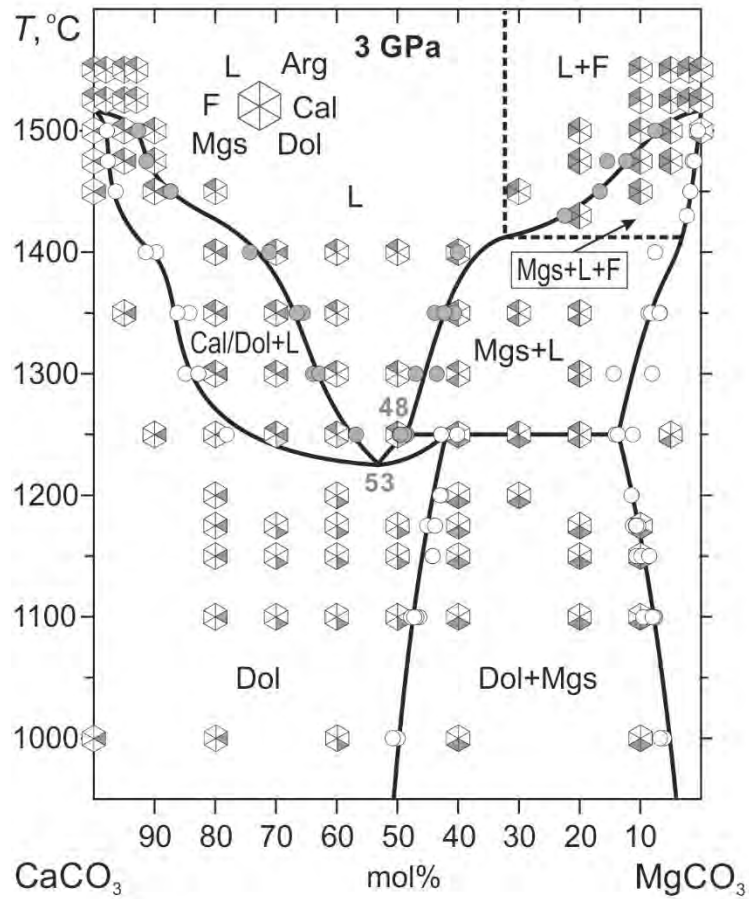 T, °C
3 GPa
L+F
L Arg
F Cal
Mgs Dol
L
1500
1400
Mgs+L+F
Cal/Dol+L
Mgs+L
1300
48
53
1200
1100
Dol
Dol+Mgs
1000
90 80 70 60 50 40 30 20 10
CaCO₃ mol% MgCO₃